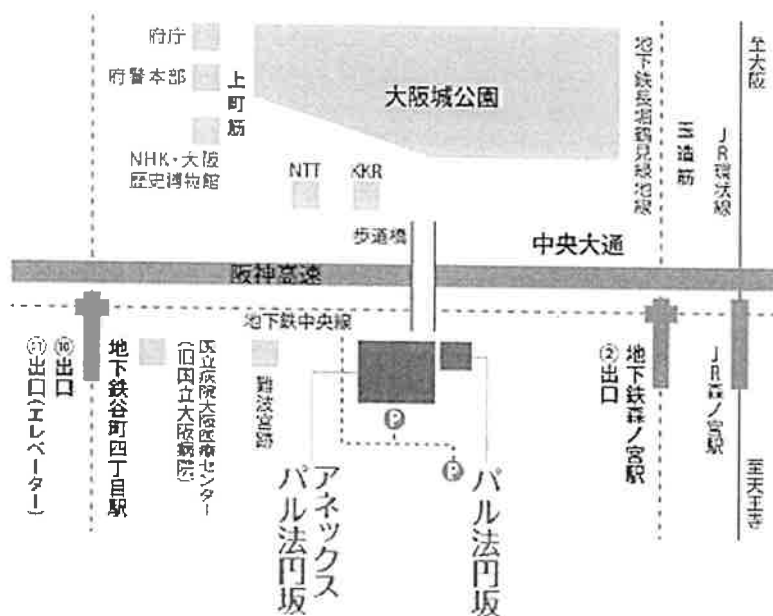 府庁
府警本部
上町筋
NHK・大阪
歴史博物館
NTT
KKR
大阪城公園
地下鉄長堀鶴見緑地線
玉造筋
JR環状線
至大阪
歩道橋
中央大通
阪神高速
地下鉄中央線
⑪出口(エレベーター)
⑩出口
地下鉄谷町四丁目駅
国立病院大阪医療センター
(旧国立大阪病院)
難波宮跡
P
P
アネックス
パル法円坂
パル法円坂
②出口
地下鉄森ノ宮駅
JR森ノ宮駅
至天王寺